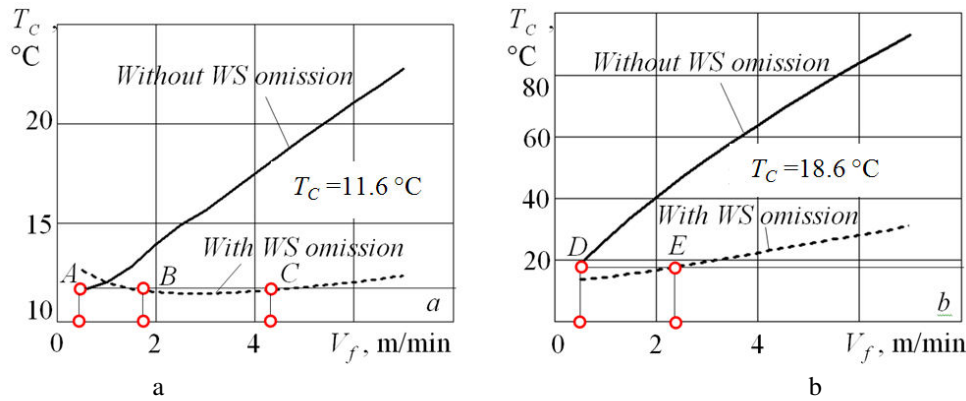 T_C, °C
20
15
10
0
2
4
V_f, m/min
Without WS omission
T_C =11.6 °C
With WS omission
A
B
C
a
a
T_C, °C
80
60
40
20
0
2
4
V_f, m/min
Without WS omission
T_C =18.6 °C
With WS omission
D
E
b
b